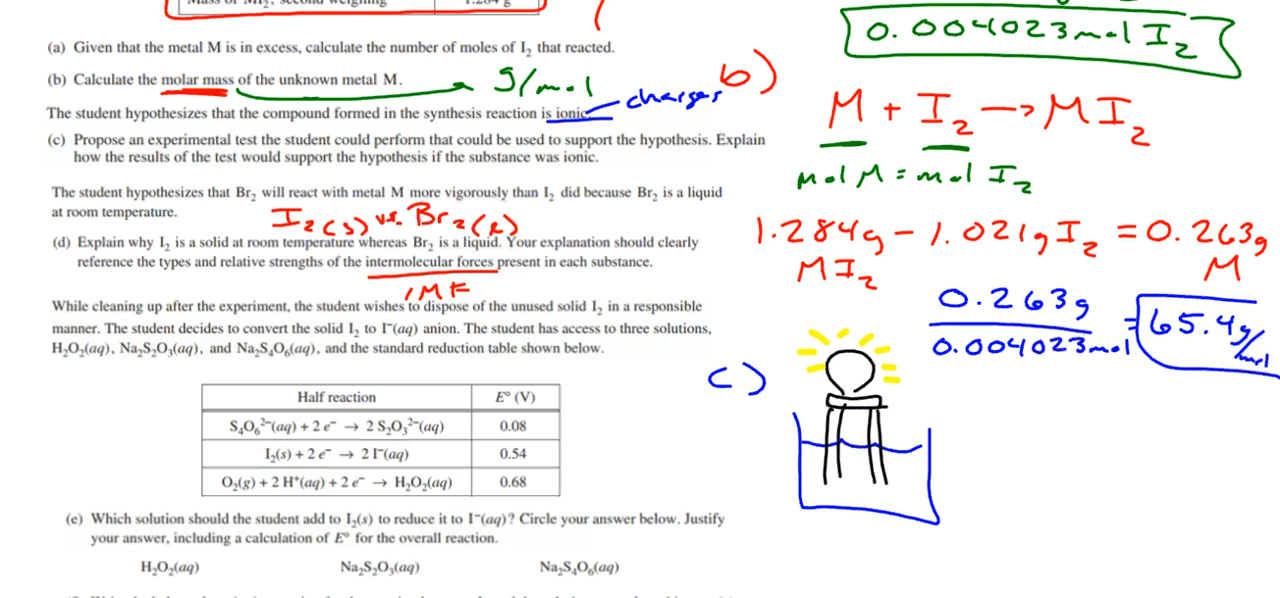 (a) Given that the metal M is in excess, calculate the number of moles of I₂ that reacted.
(b) Calculate the molar mass of the unknown metal M.
The student hypothesizes that the compound formed in the synthesis reaction is ionic.
(c) Propose an experimental test the student could perform that could be used to support the hypothesis. Explain
how the results of the test would support the hypothesis if the substance was ionic.
The student hypothesizes that Br₂ will react with metal M more vigorously than I₂ did because Br₂ is a liquid
at room temperature.
I₂(s) vs. Br₂(l)
(d) Explain why I₂ is a solid at room temperature whereas Br₂ is a liquid. Your explanation should clearly
reference the types and relative strengths of the intermolecular forces present in each substance.
IMF
While cleaning up after the experiment, the student wishes to dispose of the unused solid I₂ in a responsible
manner. The student decides to convert the solid I₂ to I⁻(aq) anion. The student has access to three solutions,
H₂O₂(aq), Na₂S₂O₃(aq), and Na₂S₄O₆(aq), and the standard reduction table shown below.
Half reaction E° (V)
S₄O₆²⁻(aq) + 2 e⁻ → 2 S₂O₃²⁻(aq) 0.08
I₂(s) + 2 e⁻ → 2 I⁻(aq) 0.54
O₂(g) + 2 H⁺(aq) + 2 e⁻ → H₂O₂(aq) 0.68
(e) Which solution should the student add to I₂(s) to reduce it to I⁻(aq)? Circle your answer below. Justify
your answer, including a calculation of E° for the overall reaction.
H₂O₂(aq) Na₂S₂O₃(aq) Na₂S₄O₆(aq)
g/mol
charges
0.004023 mol I₂
b)
M + I₂ → MI₂
mol M = mol I₂
1.284g - 1.021g I₂ = 0.263g
MI₂ M
0.263g
0.004023 mol
= 65.4 g/mol
c)